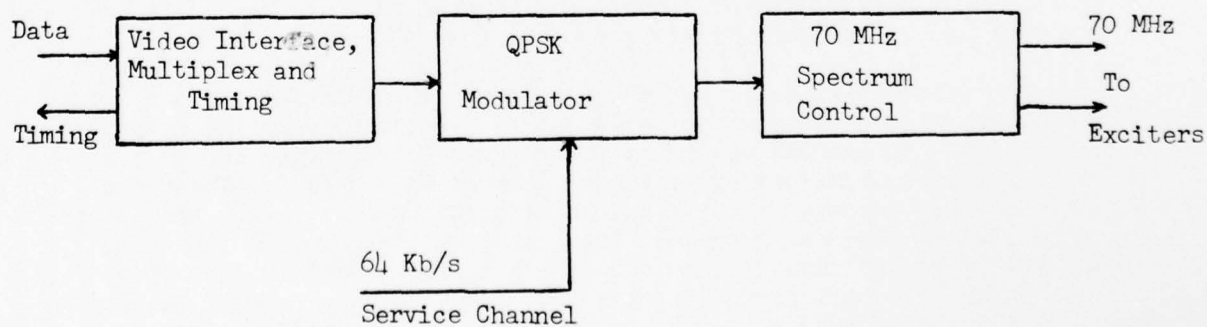 Data
Timing
Video Interface,
Multiplex and
Timing
QPSK
Modulator
64 Kb/s
Service Channel
70 MHz
Spectrum
Control
70 MHz
To
Exciters